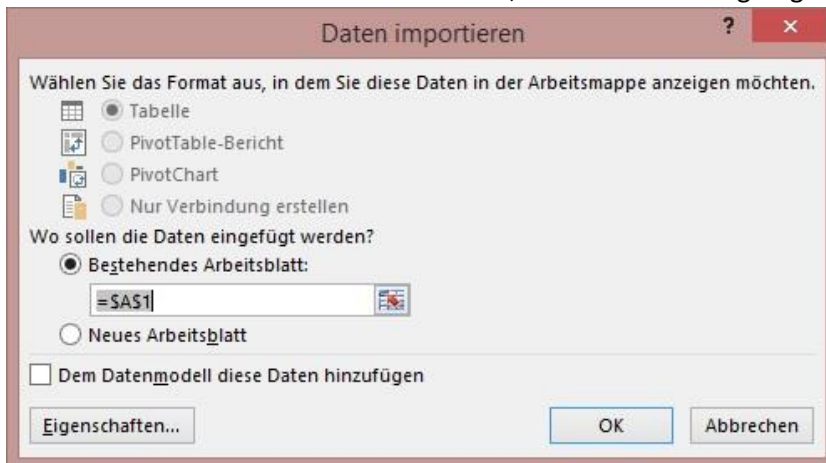 Daten importieren
?
Wählen Sie das Format aus, in dem Sie diese Daten in der Arbeitsmappe anzeigen möchten.
Tabelle
PivotTable-Bericht
PivotChart
Nur Verbindung erstellen
Wo sollen die Daten eingefügt werden?
Bestehendes Arbeitsblatt:
=$A$1
Neues Arbeitsblatt
Dem Datenmodell diese Daten hinzufügen
Eigenschaften...
OK
Abbrechen